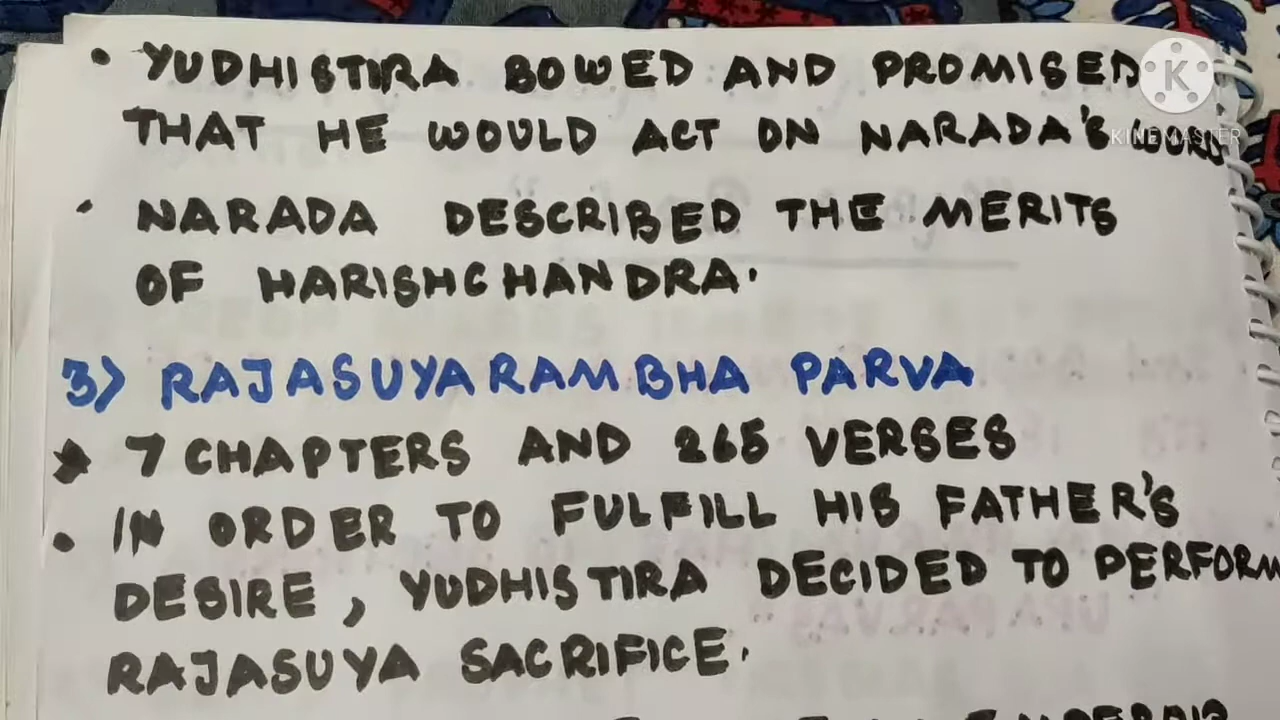 • YUDHISTIRA BOWED AND PROMISED
THAT HE WOULD ACT ON NARADA'S
• NARADA DESCRIBED THE MERITS
OF HARISHCHANDRA.
3) RAJASUYARAMBHA PARVA
7 CHAPTERS AND 265 VERSES
• IN ORDER TO FULFILL HIS FATHER'S
DESIRE, YUDHISTIRA DECIDED TO PERFORM
RAJASUYA SACRIFICE.
K
KINEMASTER